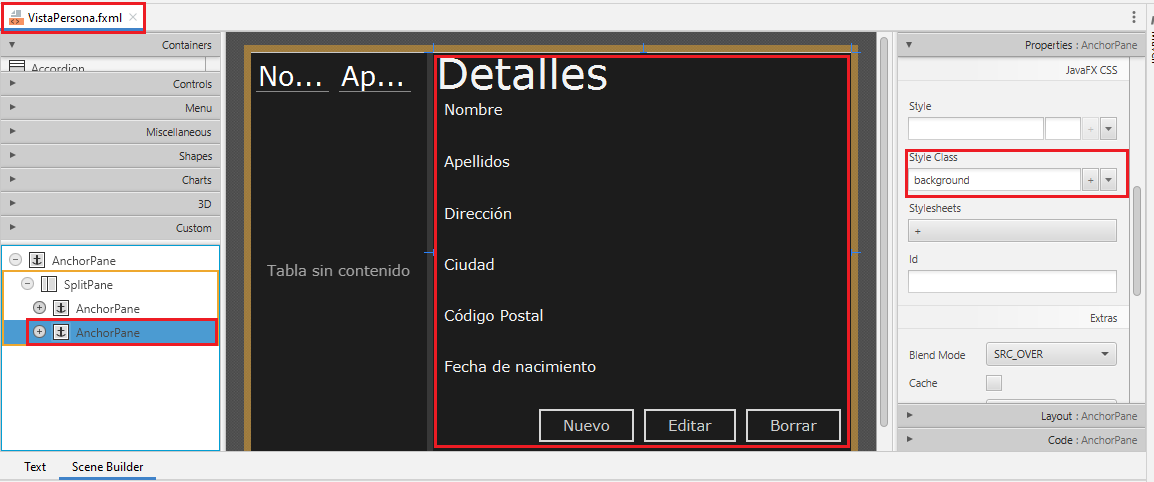 VistaPersona.fxml
Containers
Accordion
Controls
Menu
Miscellaneous
Shapes
Charts
3D
Custom
AnchorPane
SplitPane
AnchorPane
AnchorPane
Text
Scene Builder
No...
Ap...
Tabla sin contenido
Detalles
Nombre
Apellidos
Dirección
Ciudad
Código Postal
Fecha de nacimiento
Nuevo
Editar
Borrar
Properties : AnchorPane
JavaFX CSS
Style
Style Class
background
Stylesheets
Id
Extras
Blend Mode
SRC_OVER
Cache
Layout : AnchorPane
Code : AnchorPane